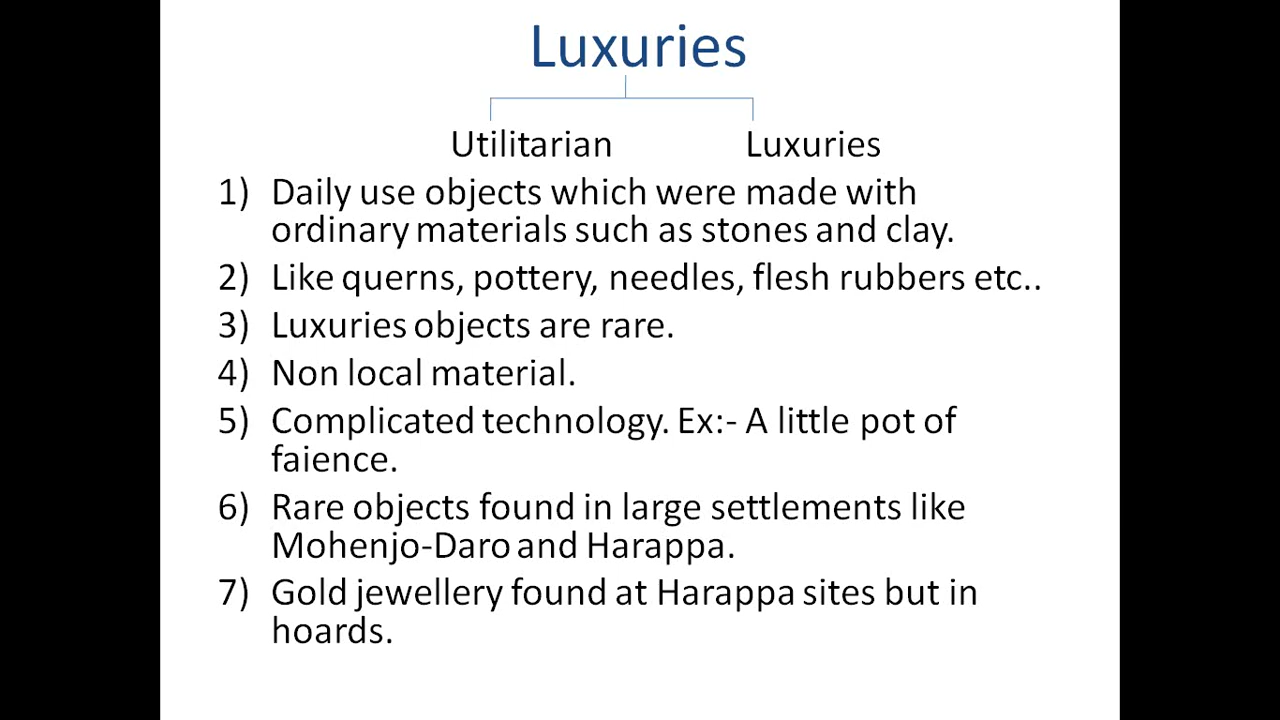 Luxuries
Utilitarian Luxuries
1) Daily use objects which were made with
ordinary materials such as stones and clay.
2) Like querns, pottery, needles, flesh rubbers etc..
3) Luxuries objects are rare.
4) Non local material.
5) Complicated technology. Ex:- A little pot of
faience.
6) Rare objects found in large settlements like
Mohenjo-Daro and Harappa.
7) Gold jewellery found at Harappa sites but in
hoards.